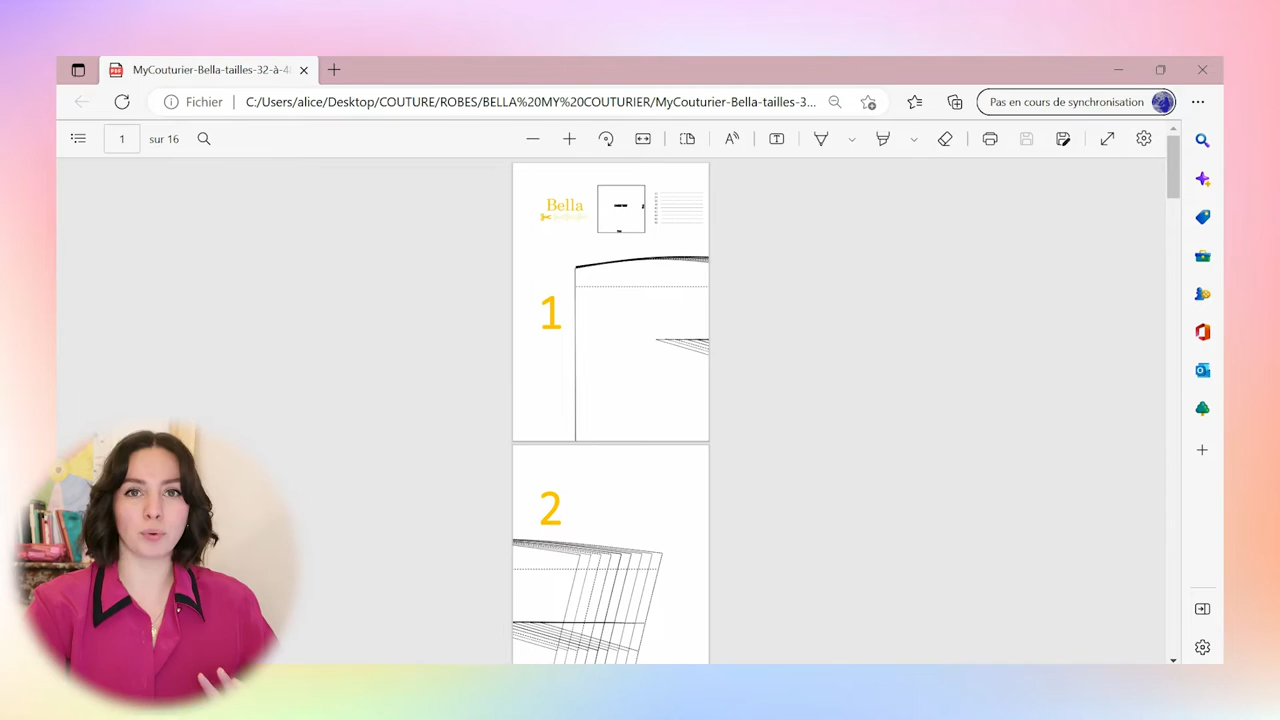 MyCouturier-Bella-tailles-32-à-4
Fichier
C:/Users/alice/Desktop/COUTURE/ROBES/BELLA%20MY%20COUTURIER/MyCouturier-Bella-tailles-3...
Pas en cours de synchronisation
1
sur 16
Bella
1
2